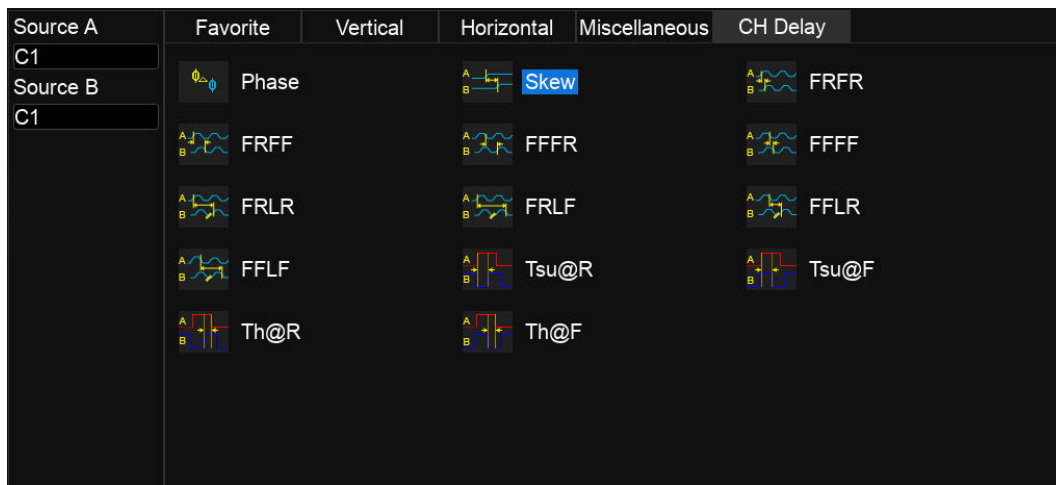 Source A
C1
Source B
C1
Favorite Vertical Horizontal Miscellaneous CH Delay
Phase A B Skew A B FRFR
A B FRFF A B FFFR A B FFFF
A B FRLR A B FRLF A B FFLR
A B FFLF A B Tsu@R A B Tsu@F
A B Th@R A B Th@F